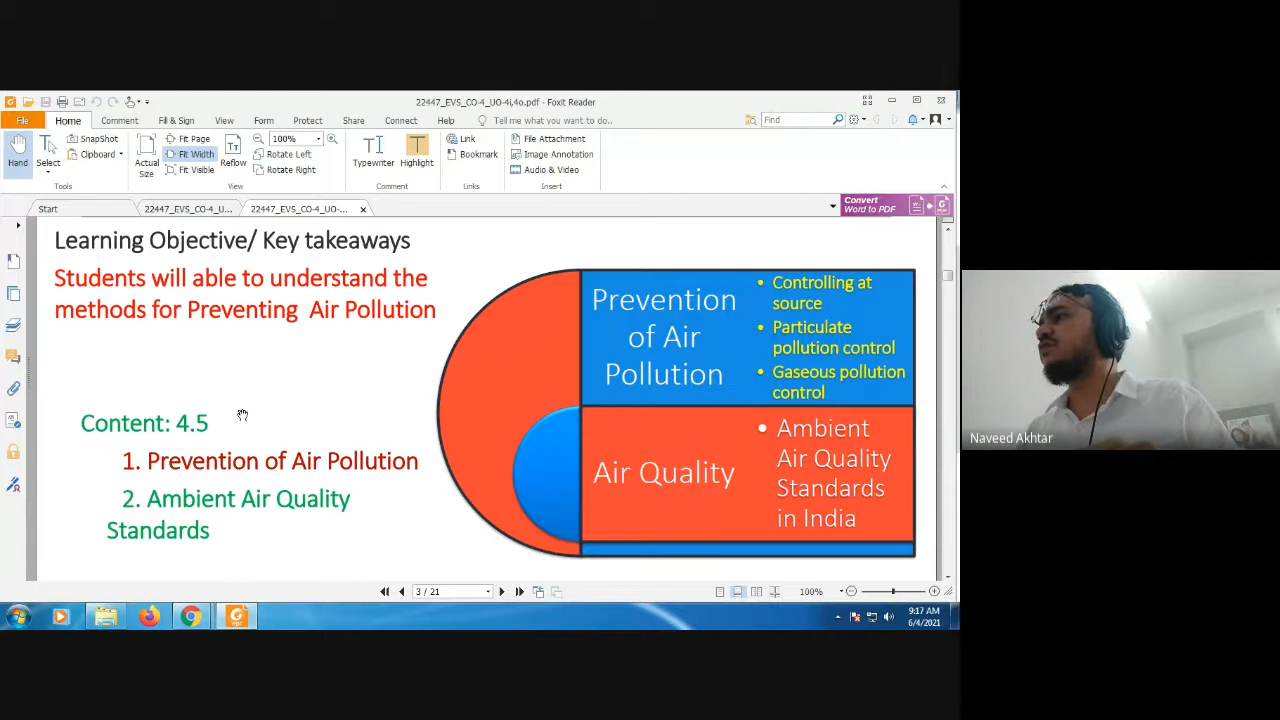 22447_EVS_CO-4_UO-4i,4o.pdf - Foxit Reader
File Home Comment Fill & Sign View Form Protect Share Connect Help Tell me what you want to do... Find
Hand
Select
SnapShot
Clipboard
Tools
Actual Size
Fit Page
Fit Width
Fit Visible
Reflow
100%
Rotate Left
Rotate Right
View
Typewriter
Highlight
Comment
Link
Bookmark
Links
File Attachment
Image Annotation
Audio & Video
Insert
Start 22447_EVS_CO-4_U... 22447_EVS_CO-4_UO-...
Convert
Word to PDF
Learning Objective/ Key takeaways
Students will able to understand the
methods for Preventing Air Pollution
Content: 4.5
1. Prevention of Air Pollution
2. Ambient Air Quality
Standards
Prevention
of Air
Pollution
• Controlling at
source
• Particulate
pollution control
• Gaseous pollution
control
Air Quality
• Ambient
Air Quality
Standards
in India
Naveed Akhtar
3 / 21
100%
9:17 AM
6/4/2021